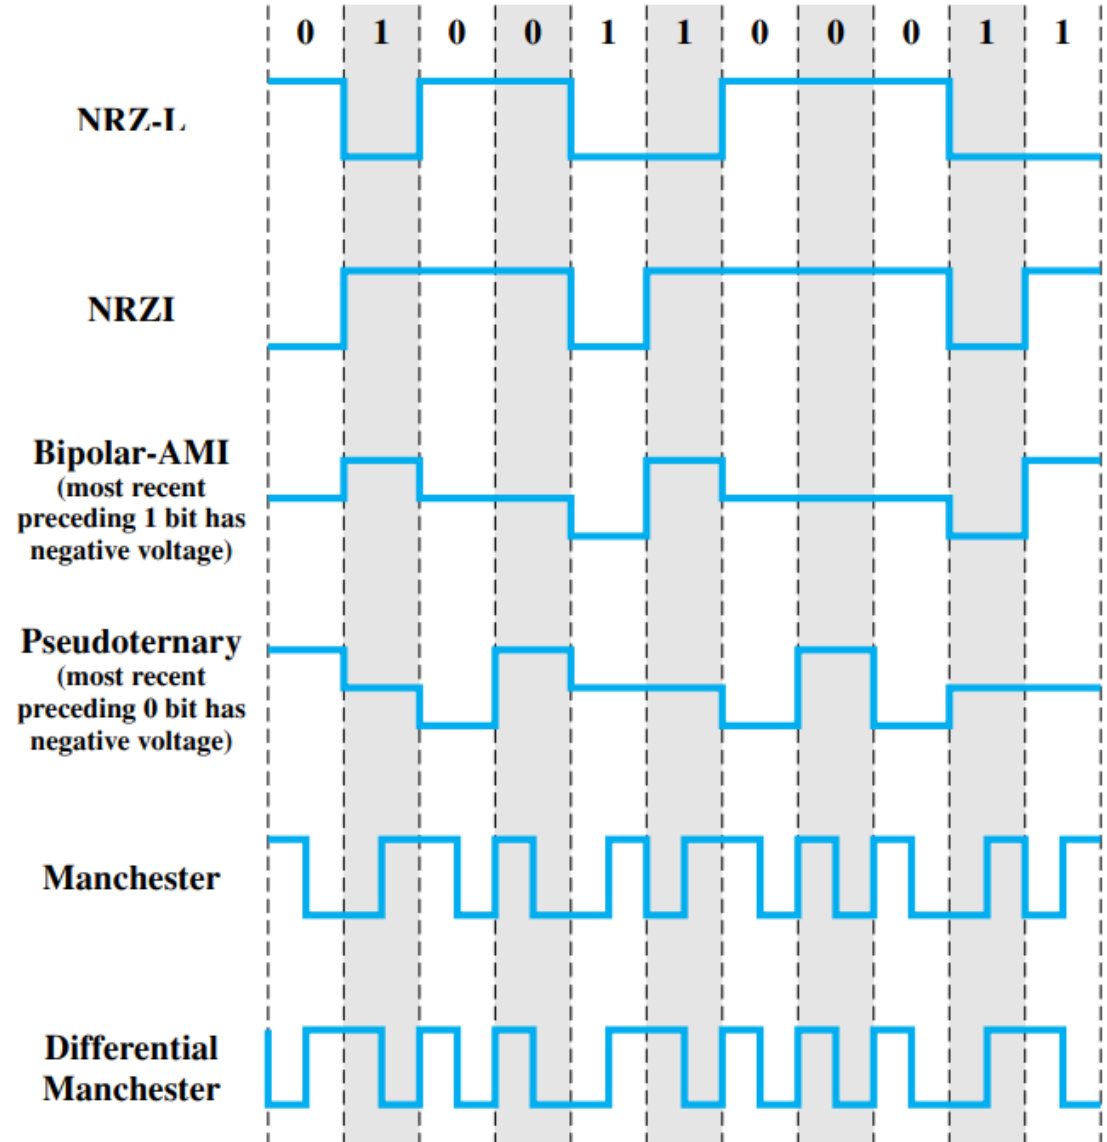 0 1 0 0 1 1 0 0 0 1 1
NRZ-L
NRZI
Bipolar-AMI
(most recent
preceding 1 bit has
negative voltage)
Pseudoternary
(most recent
preceding 0 bit has
negative voltage)
Manchester
Differential
Manchester